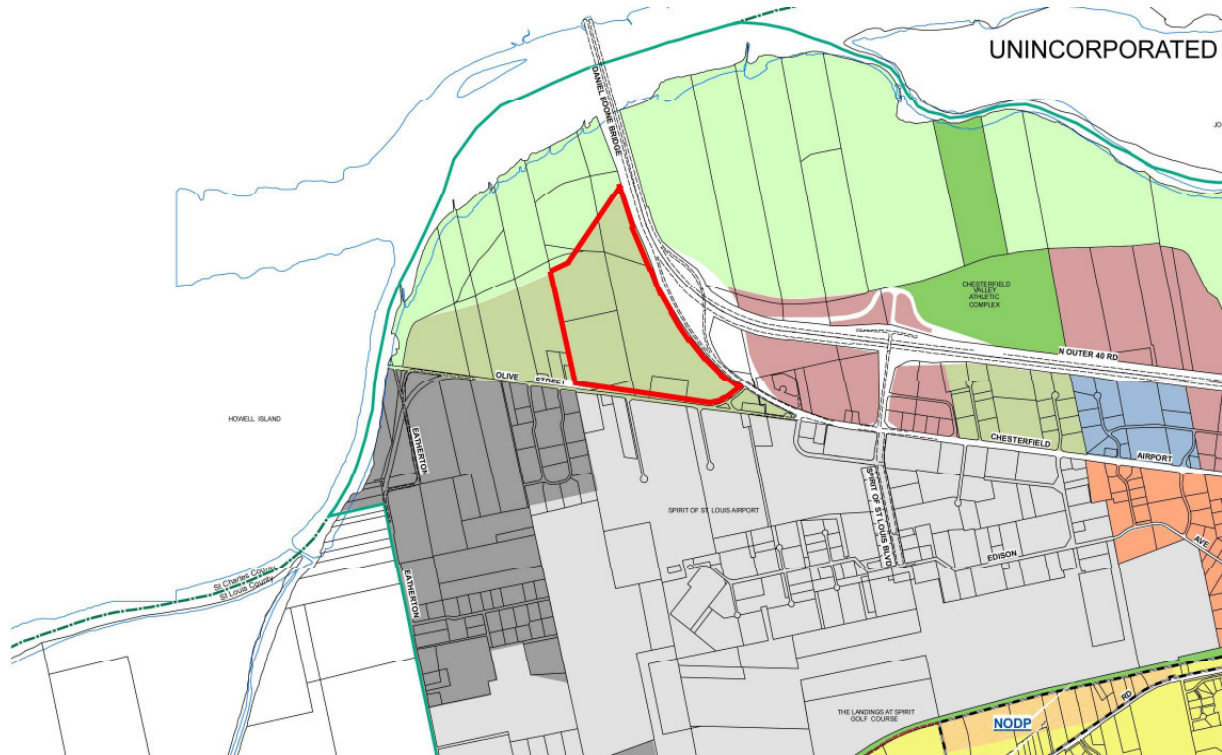 UNINCORPORATED
JO
DANIEL BOONE BRIDGE
CHESTERFIELD
VALLEY
ATHLETIC
COMPLEX
N OUTER 40 RD
OLIVE
HOWELL ISLAND
EATHERTON
CHESTERFIELD
AIRPORT
SPIRIT OF ST. LOUIS AIRPORT
SPIRIT OF ST LOUIS BLVD
EDISON
AVE
St Charles County
St Louis County
EATHERTON
THE LANDINGS AT SPIRIT
GOLF COURSE
NODP
RD